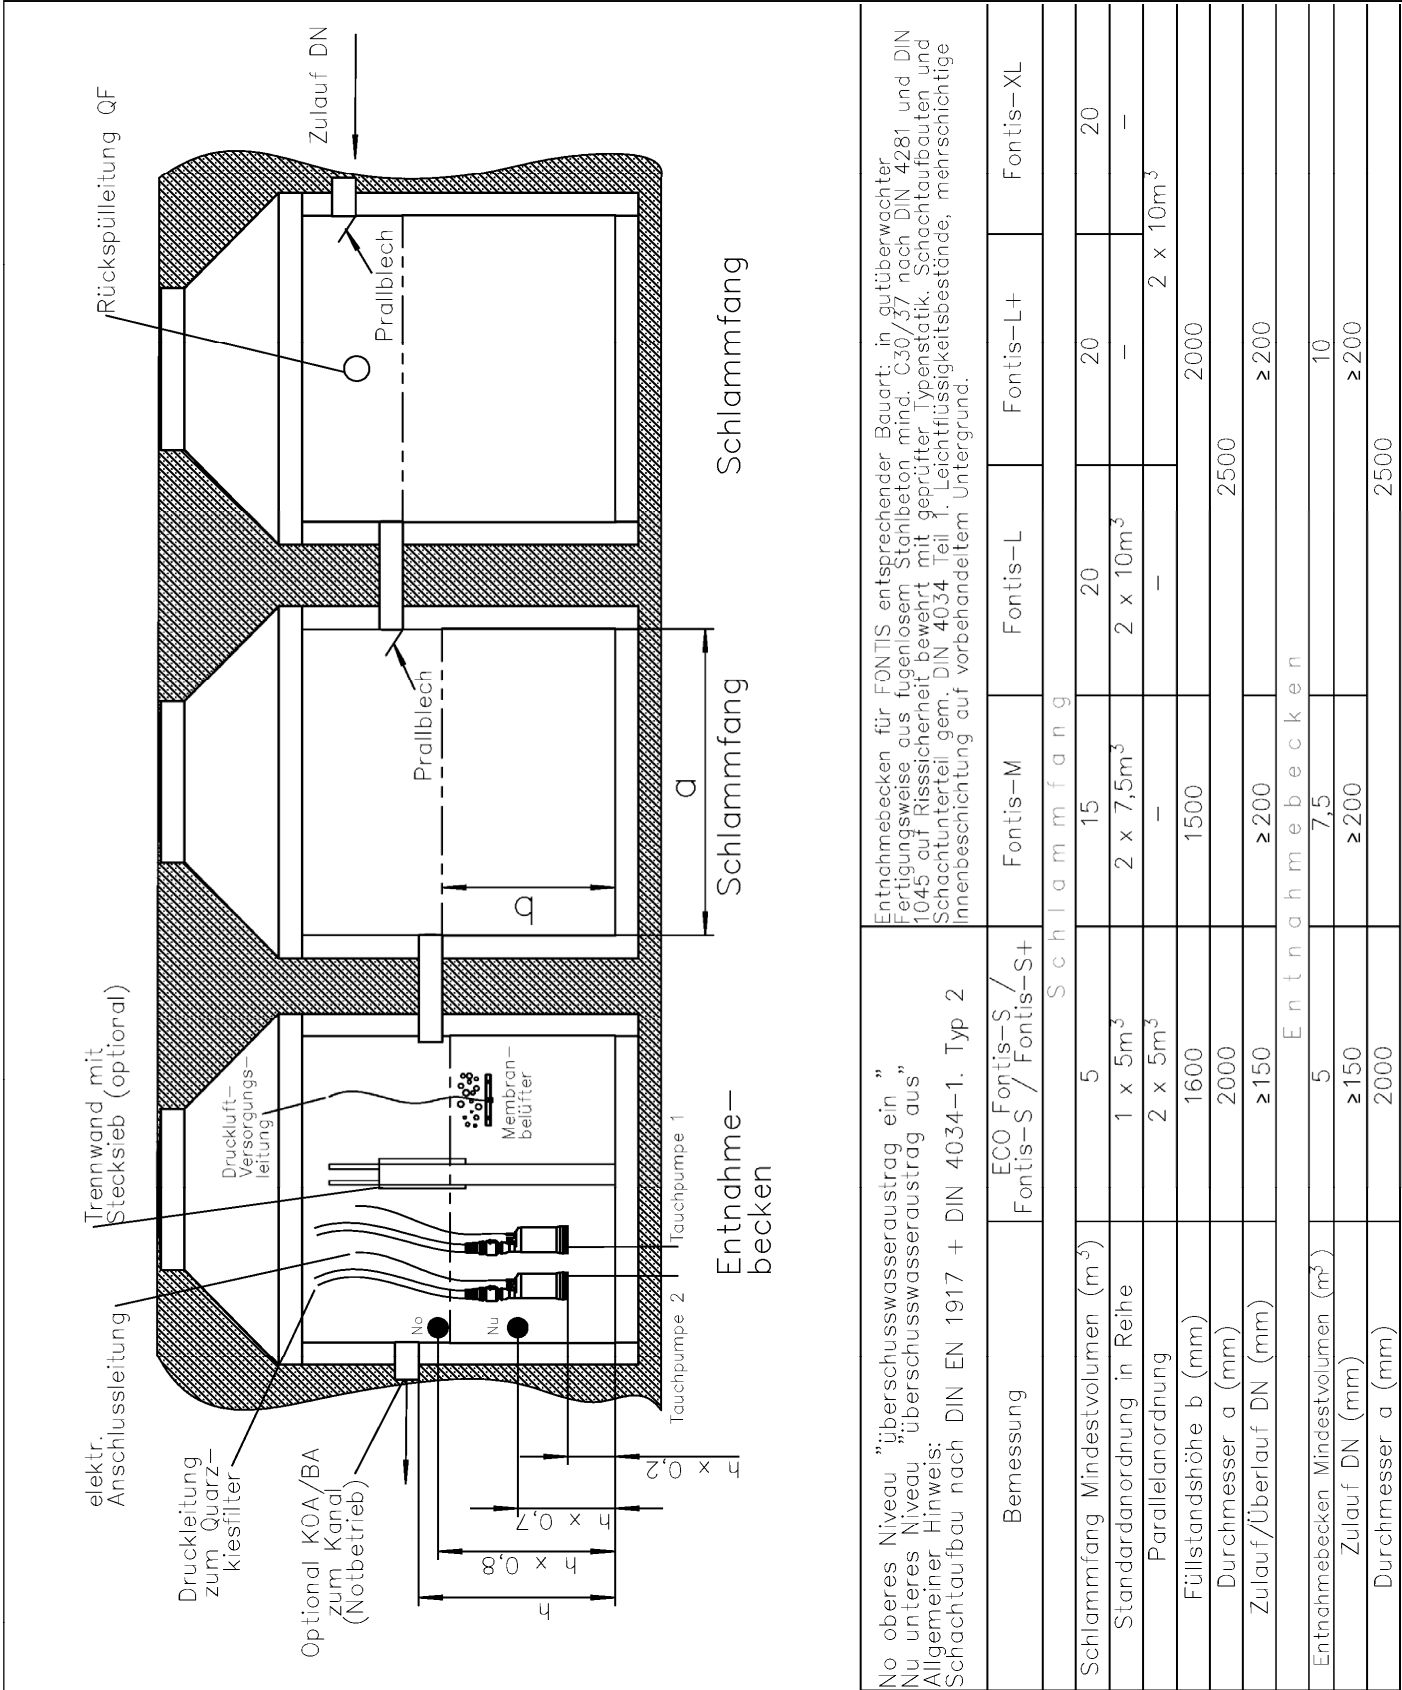 elektr.
Anschlussleitung
Trennwand mit
Stecksieb (optional)
Rückspülleitung QF
Zulauf DN
Druckleitung
zum Quarz-
kiesfilter
Druckluft-
Versorgungs-
leitung
Prallblech
Prallblech
Optional KOA/BA
zum Kanal
(Notbetrieb)
No
Nu
Membran-
belüfter
h
h x 0,8
h x 0,7
h x 0,2
b
a
Tauchpumpe 2
Tauchpumpe 1
Entnahme-
becken
Schlammfang
Schlammfang
No oberes Niveau "überschusswasseraustrag ein "
Nu unteres Niveau "überschusswasseraustrag aus"
Allgemeiner Hinweis:
Schachtaufbau nach DIN EN 1917 + DIN 4034-1. Typ 2
Entnahmebecken für FONTIS entsprechender Bauart: in gutüberwachter
Fertigungsweise aus fugenlosem Stahlbeton mind. C30/37 nach DIN 4281 und DIN
1045 auf Risssicherheit bewehrt mit geprüfter Typenstatik. Schachtaufbauten und
Schachtunterteil gem. DIN 4034 Teil 1. Leichtflüssigkeitsbestände, mehrschichtige
Innenbeschichtung auf vorbehandeltem Untergrund.
Bemessung
ECO Fontis-S /
Fontis-S / Fontis-S+
Fontis-M
Fontis-L
Fontis-L+
Fontis-XL
Schlammfang
Schlammfang Mindestvolumen (m³) 5 15 20 20 20
Standardanordnung in Reihe 1 x 5m³ 2 x 7,5m³ 2 x 10m³ - -
Parallelanordnung 2 x 5m³ - - 2 x 10m³
Füllstandshöhe b (mm) 1600 1500 2000
Durchmesser a (mm) 2000 2500
Zulauf/Überlauf DN (mm) ≥150 ≥200 ≥200
Entnahmebecken
Entnahmebecken Mindestvolumen (m³) 5 7,5 10
Zulauf DN (mm) ≥150 ≥200 ≥200
Durchmesser a (mm) 2000 2500